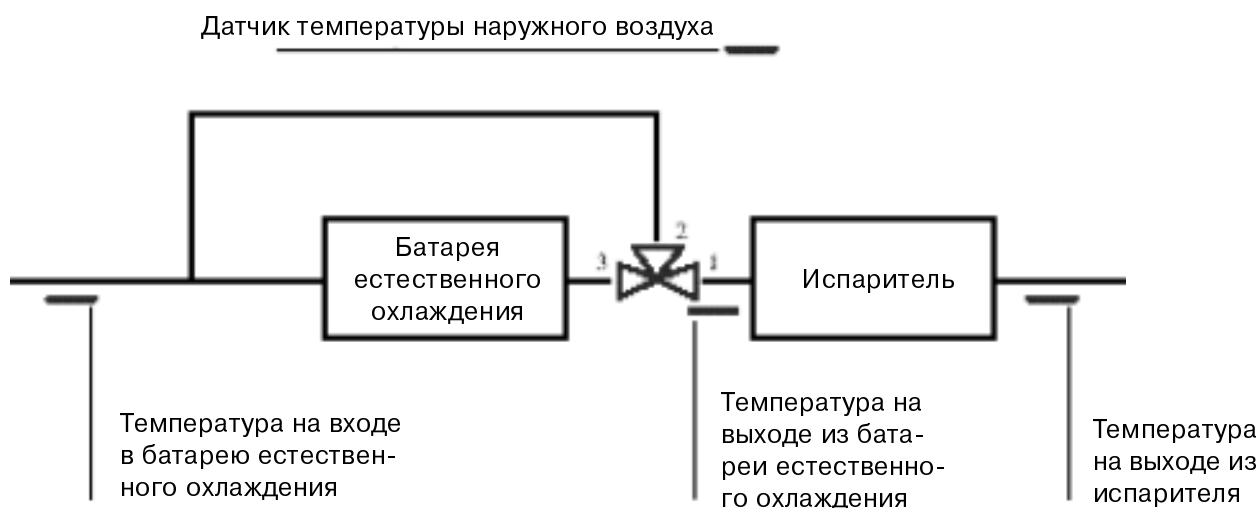 Датчик температуры наружного воздуха
2
3
1
Батарея
естественного
охлаждения
Испаритель
Температура на входе
в батарею естествен-
ного охлаждения
Температура на
выходе из бата-
реи естественно-
го охлаждения
Температура
на выходе из
испарителя